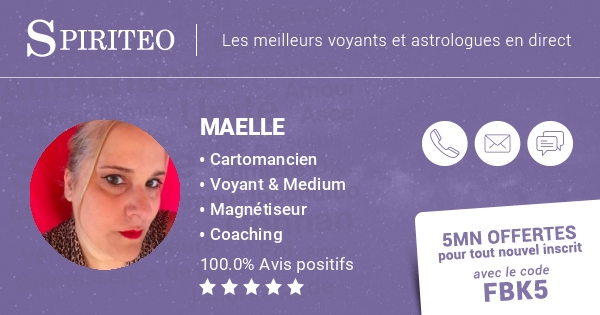 SPIRITEO
Les meilleurs voyants et astrologues en direct
MAELLE
• Cartomancien
• Voyant & Medium
• Magnétiseur
• Coaching
100.0% Avis positifs
5MN OFFERTES
pour tout nouvel inscrit
avec le code
FBK5